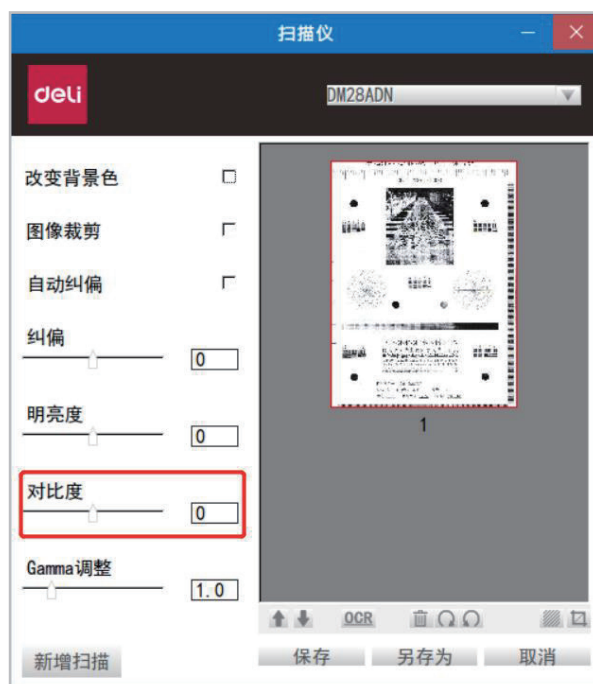 扫描仪
deli
DM28ADN
改变背景色
图像裁剪
自动纠偏
纠偏
0
明亮度
0
对比度
0
Gamma调整
1.0
1
OCR
新增扫描
保存
另存为
取消